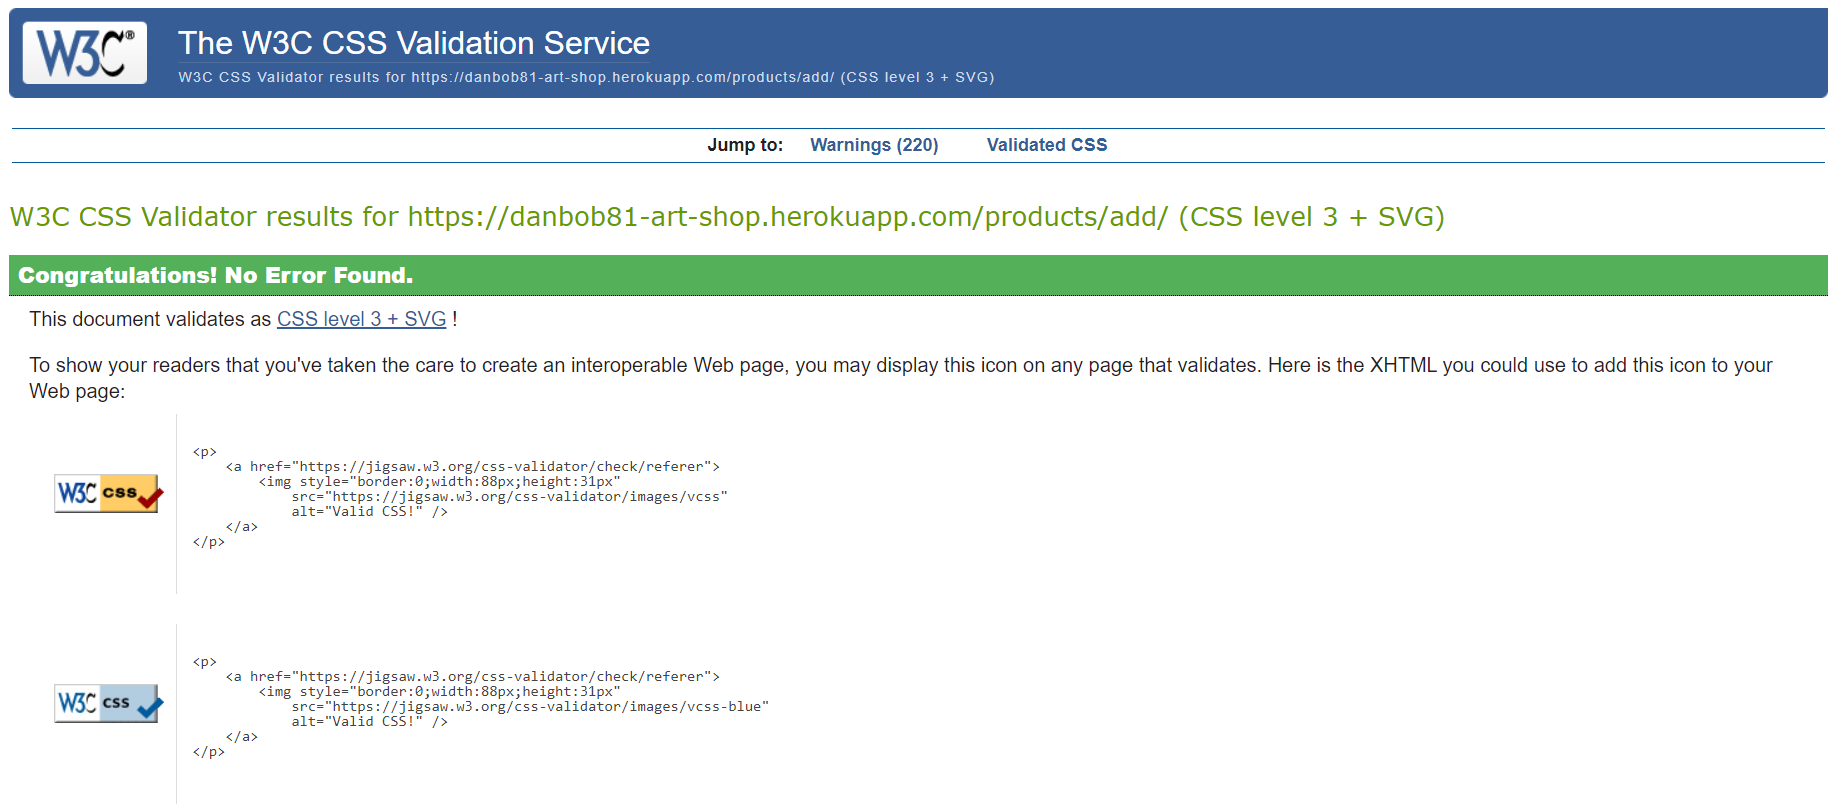 W3C®
The W3C CSS Validation Service
W3C CSS Validator results for https://danbob81-art-shop.herokuapp.com/products/add/ (CSS level 3 + SVG)
Jump to: Warnings (220) Validated CSS
W3C CSS Validator results for https://danbob81-art-shop.herokuapp.com/products/add/ (CSS level 3 + SVG)
Congratulations! No Error Found.
This document validates as CSS level 3 + SVG !
To show your readers that you've taken the care to create an interoperable Web page, you may display this icon on any page that validates. Here is the XHTML you could use to add this icon to your
Web page:
W3C css
<p>
    <a href="https://jigsaw.w3.org/css-validator/check/referer">
        <img style="border:0;width:88px;height:31px"
            src="https://jigsaw.w3.org/css-validator/images/vcss"
            alt="Valid CSS!" />
    </a>
</p>
W3C css
<p>
    <a href="https://jigsaw.w3.org/css-validator/check/referer">
        <img style="border:0;width:88px;height:31px"
            src="https://jigsaw.w3.org/css-validator/images/vcss-blue"
            alt="Valid CSS!" />
    </a>
</p>